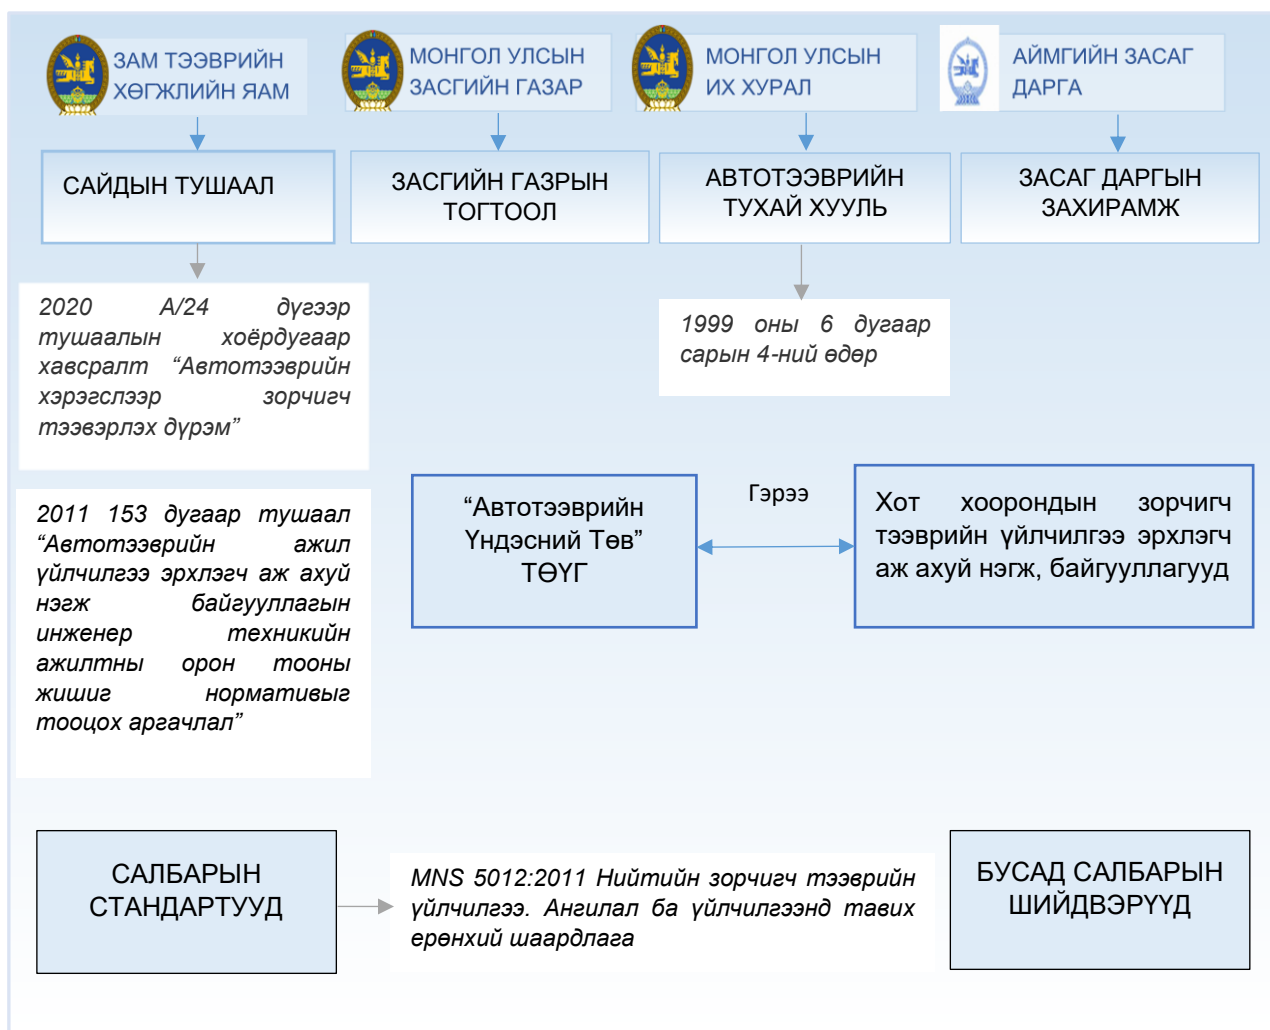 ЗАМ ТЭЭВРИЙН
ХӨГЖЛИЙН ЯАМ
МОНГОЛ УЛСЫН
ЗАСГИЙН ГАЗАР
МОНГОЛ УЛСЫН
ИХ ХУРАЛ
АЙМГИЙН ЗАСАГ
ДАРГА
САЙДЫН ТУШААЛ
ЗАСГИЙН ГАЗРЫН
ТОГТООЛ
АВТОТЭЭВРИЙН
ТУХАЙ ХУУЛЬ
ЗАСАГ ДАРГЫН
ЗАХИРАМЖ
2020 А/24 дүгээр
тушаалын хоёрдугаар
хавсралт “Автотээврийн
хэрэгслээр зорчигч
тээвэрлэх дүрэм”
1999 оны 6 дугаар
сарын 4-ний өдөр
2011 153 дугаар тушаал
“Автотээврийн ажил
үйлчилгээ эрхлэгч аж ахуй
нэгж байгууллагын
инженер техникийн
ажилтны орон тооны
жишиг нормативыг
тооцох аргачлал”
“Автотээврийн
Үндэсний Төв”
ТӨҮГ
Гэрээ
Хот хоорондын зорчигч
тээврийн үйлчилгээ эрхлэгч
аж ахуй нэгж, байгууллагууд
САЛБАРЫН
СТАНДАРТУУД
MNS 5012:2011 Нийтийн зорчигч тээврийн
үйлчилгээ. Ангилал ба үйлчилгээнд тавих
ерөнхий шаардлага
БУСАД САЛБАРЫН
ШИЙДВЭРҮҮД